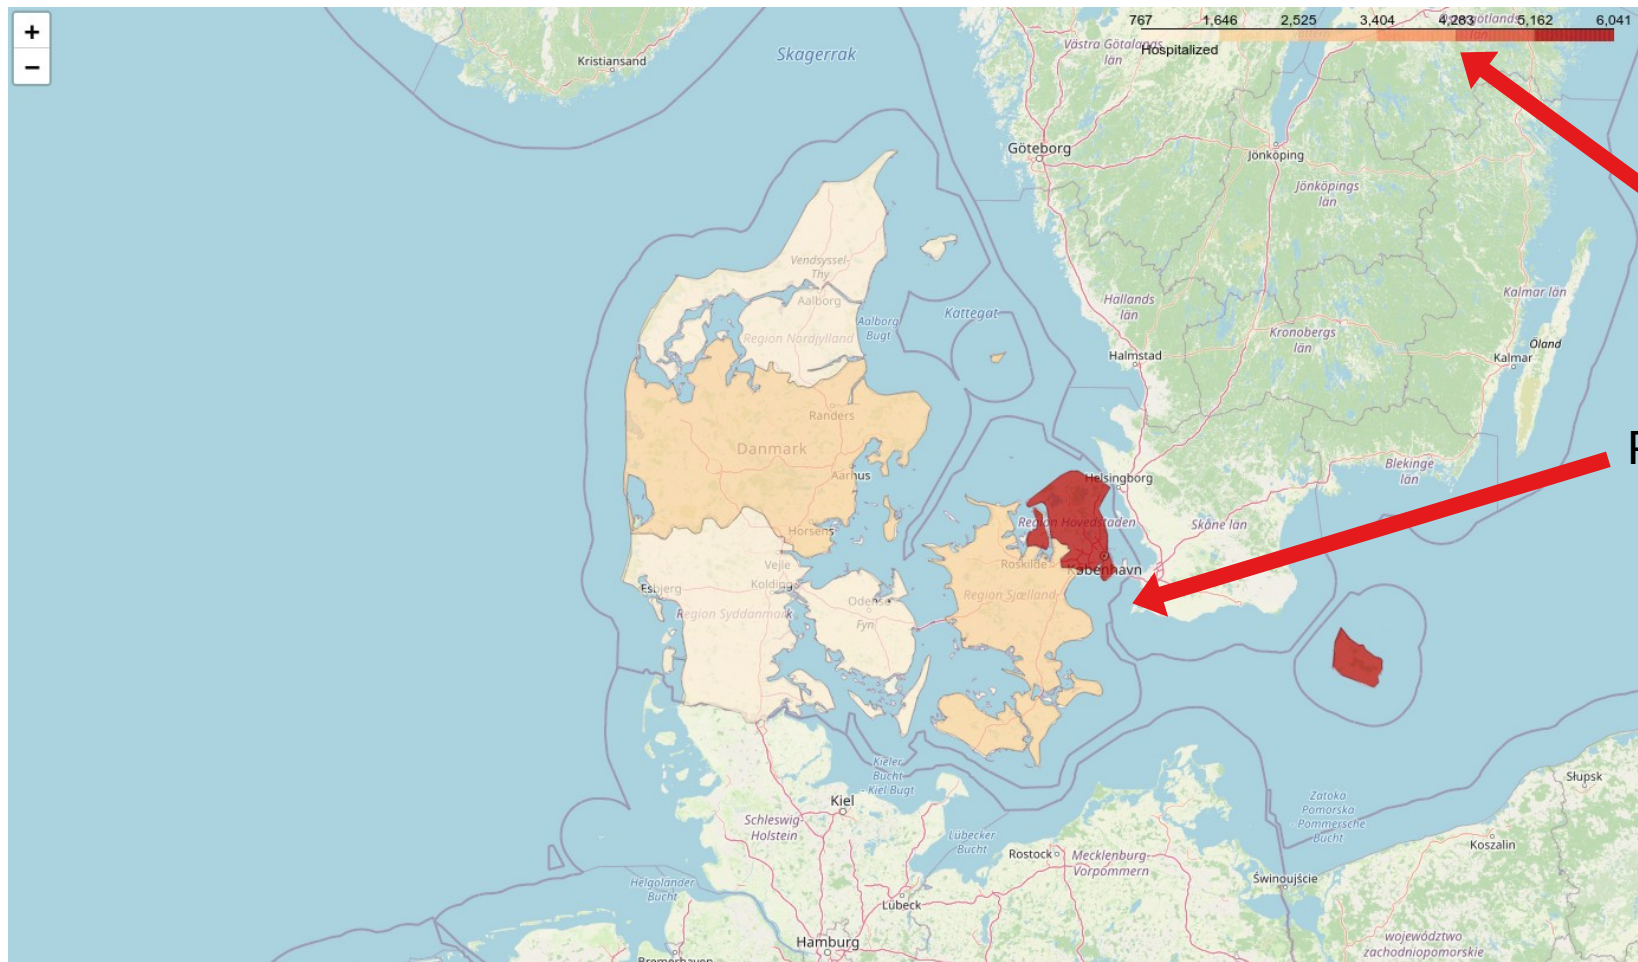 +
−
767 1,646 2,525 3,404 4,283 5,162 6,041
Hospitalized
Skagerrak
Kristiansand
Västra Götalands
län
Göteborg
Jönköping
Jönköpings
län
Vendsyssel-
Thy
Aalborg
Aalborg
Bugt
Region Nordjylland
Kattegat
Hallands
län
Kalmar län
Kronobergs
län
Öland
Halmstad
Kalmar
Randers
Danmark
Aarhus
Helsingborg
Blekinge
län
Region Hovedstaden
Skåne län
Horsens
Vejle
Kolding
Esbjerg
Region Syddanmark
Odense
Fyn
Roskilde
København
Region Sjælland
Kieler
Bucht
- Kiel Bugt
Kiel
Schleswig-
Holstein
Lübecker
Bucht
Rostock
Mecklenburg-
Vorpommern
Zatoka
Pomorska
- Pommersche
Bucht
Słupsk
Koszalin
Świnoujście
Helgoländer
Bucht
Lübeck
Hamburg
Bremerhaven
województwo
zachodniopomorskie